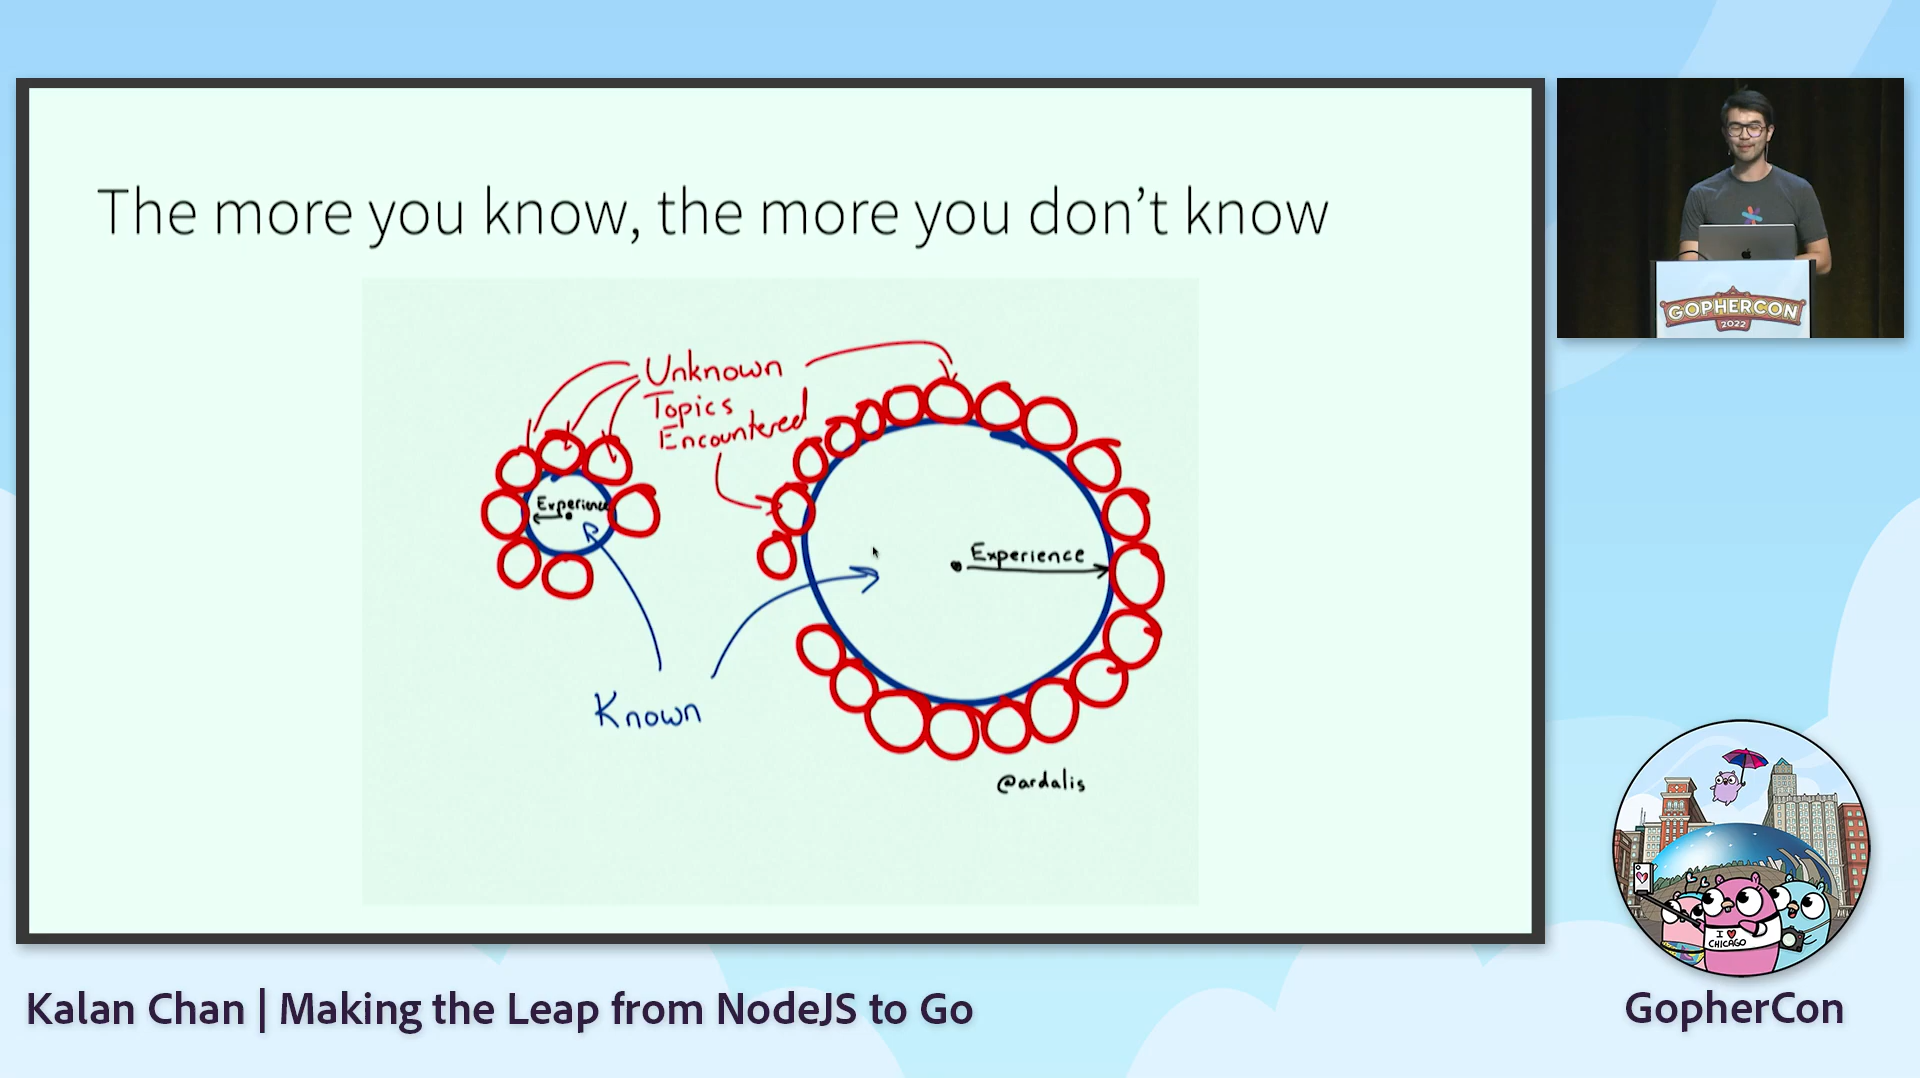 The more you know, the more you don’t know
Unknown
Topics
Encountered
Experience
Experience
Known
@ardalis
GOPHERCON
2022
I ♥
CHICAGO
Kalan Chan | Making the Leap from NodeJS to Go
GopherCon